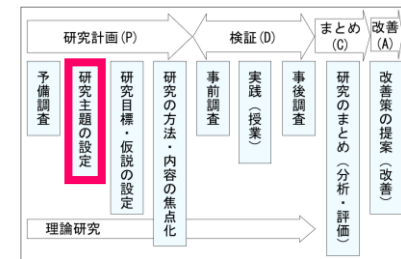 研究計画(P)
検証(D)
まとめ
(C)
改善
(A)
予備調査
研究主題の設定
研究目標・仮説の設定
研究の方法・内容の焦点化
事前調査
実践（授業）
事後調査
研究のまとめ（分析・評価）
改善策の提案（改善）
理論研究